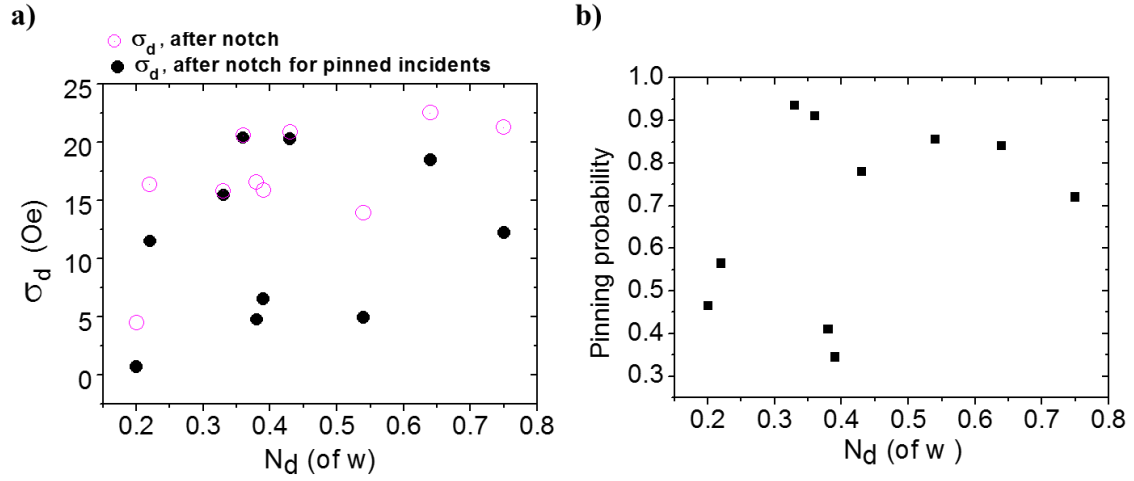 a)
σd , after notch
σd , after notch for pinned incidents
25
20
15
10
5
0
σd (Oe)
0.2 0.3 0.4 0.5 0.6 0.7 0.8
Nd (of w)
b)
1.0
0.9
0.8
0.7
0.6
0.5
0.4
0.3
Pinning probability
0.2 0.3 0.4 0.5 0.6 0.7 0.8
Nd (of w )